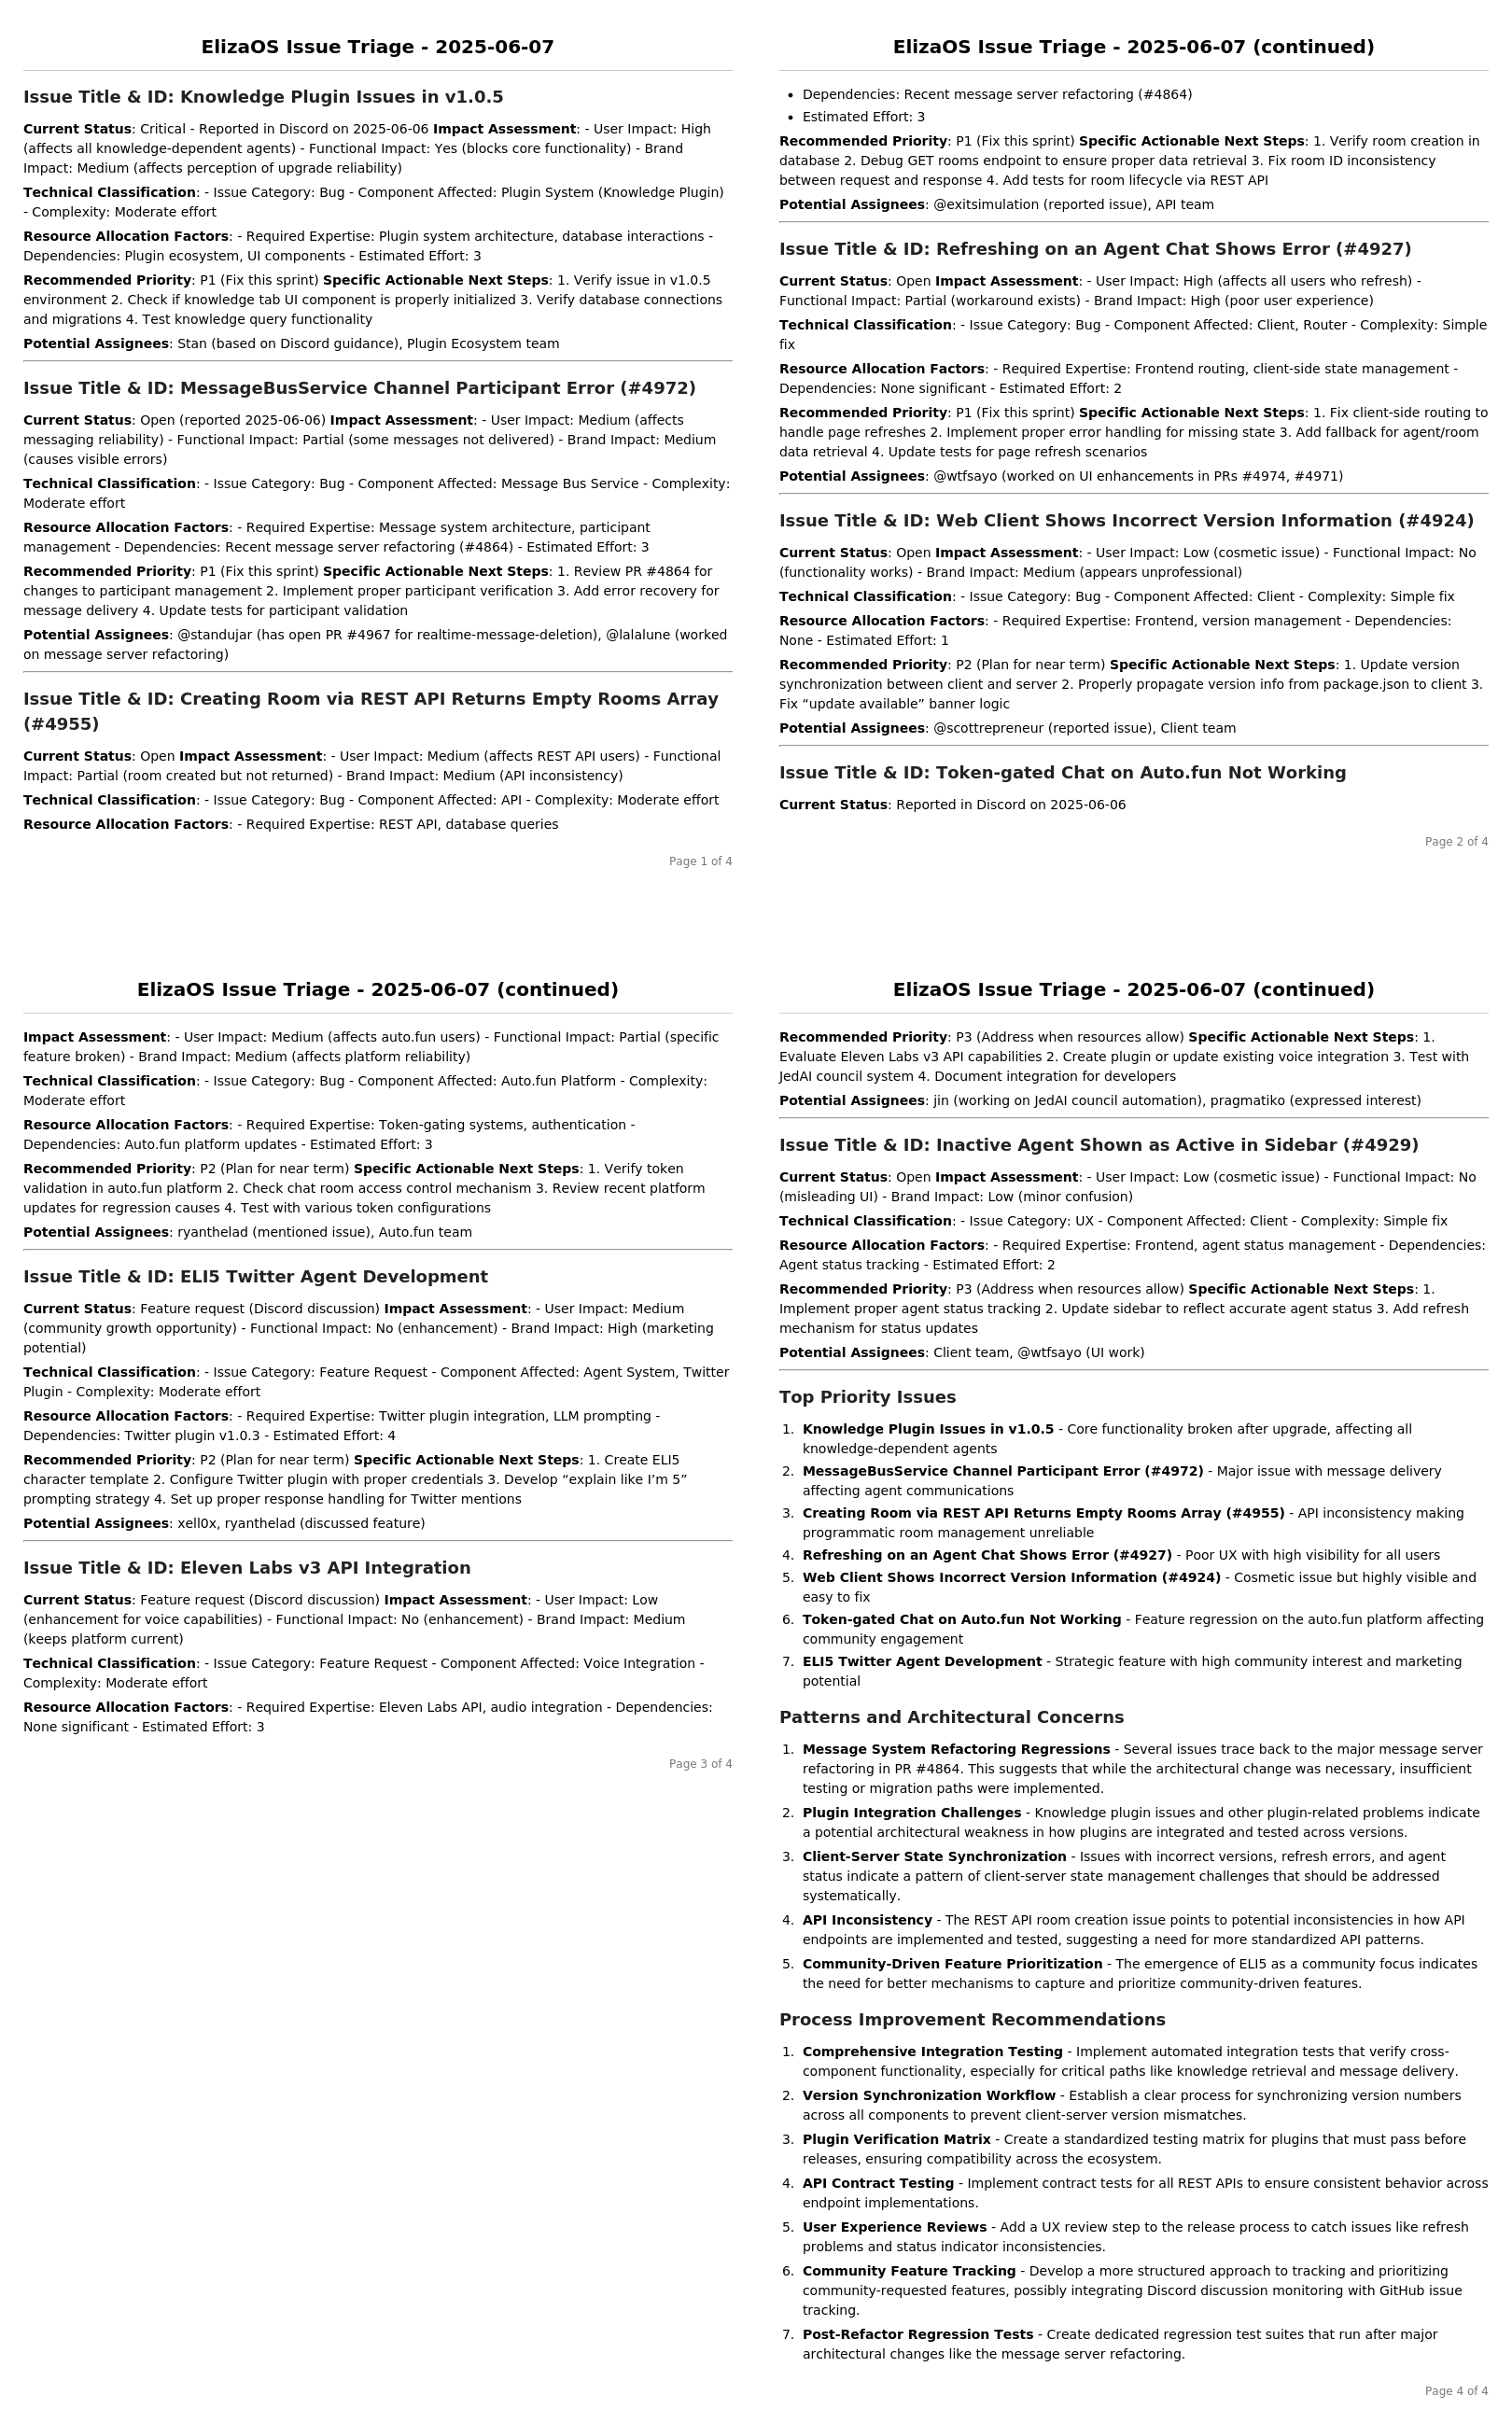 ElizaOS Issue Triage - 2025-06-07
Issue Title & ID: Knowledge Plugin Issues in v1.0.5
Current Status: Critical - Reported in Discord on 2025-06-06 Impact Assessment: - User Impact: High
(affects all knowledge-dependent agents) - Functional Impact: Yes (blocks core functionality) - Brand
Impact: Medium (affects perception of upgrade reliability)
Technical Classification: - Issue Category: Bug - Component Affected: Plugin System (Knowledge Plugin)
- Complexity: Moderate effort
Resource Allocation Factors: - Required Expertise: Plugin system architecture, database interactions -
Dependencies: Plugin ecosystem, UI components - Estimated Effort: 3
Recommended Priority: P1 (Fix this sprint) Specific Actionable Next Steps: 1. Verify issue in v1.0.5
environment 2. Check if knowledge tab UI component is properly initialized 3. Verify database connections
and migrations 4. Test knowledge query functionality
Potential Assignees: Stan (based on Discord guidance), Plugin Ecosystem team
Issue Title & ID: MessageBusService Channel Participant Error (#4972)
Current Status: Open (reported 2025-06-06) Impact Assessment: - User Impact: Medium (affects
messaging reliability) - Functional Impact: Partial (some messages not delivered) - Brand Impact: Medium
(causes visible errors)
Technical Classification: - Issue Category: Bug - Component Affected: Message Bus Service - Complexity:
Moderate effort
Resource Allocation Factors: - Required Expertise: Message system architecture, participant
management - Dependencies: Recent message server refactoring (#4864) - Estimated Effort: 3
Recommended Priority: P1 (Fix this sprint) Specific Actionable Next Steps: 1. Review PR #4864 for
changes to participant management 2. Implement proper participant verification 3. Add error recovery for
message delivery 4. Update tests for participant validation
Potential Assignees: @standujar (has open PR #4967 for realtime-message-deletion), @lalalune (worked
on message server refactoring)
Issue Title & ID: Creating Room via REST API Returns Empty Rooms Array
(#4955)
Current Status: Open Impact Assessment: - User Impact: Medium (affects REST API users) - Functional
Impact: Partial (room created but not returned) - Brand Impact: Medium (API inconsistency)
Technical Classification: - Issue Category: Bug - Component Affected: API - Complexity: Moderate effort
Resource Allocation Factors: - Required Expertise: REST API, database queries
Page 1 of 4
ElizaOS Issue Triage - 2025-06-07 (continued)
• Dependencies: Recent message server refactoring (#4864)
• Estimated Effort: 3
Recommended Priority: P1 (Fix this sprint) Specific Actionable Next Steps: 1. Verify room creation in
database 2. Debug GET rooms endpoint to ensure proper data retrieval 3. Fix room ID inconsistency
between request and response 4. Add tests for room lifecycle via REST API
Potential Assignees: @exitsimulation (reported issue), API team
Issue Title & ID: Refreshing on an Agent Chat Shows Error (#4927)
Current Status: Open Impact Assessment: - User Impact: High (affects all users who refresh) -
Functional Impact: Partial (workaround exists) - Brand Impact: High (poor user experience)
Technical Classification: - Issue Category: Bug - Component Affected: Client, Router - Complexity: Simple
fix
Resource Allocation Factors: - Required Expertise: Frontend routing, client-side state management -
Dependencies: None significant - Estimated Effort: 2
Recommended Priority: P1 (Fix this sprint) Specific Actionable Next Steps: 1. Fix client-side routing to
handle page refreshes 2. Implement proper error handling for missing state 3. Add fallback for agent/room
data retrieval 4. Update tests for page refresh scenarios
Potential Assignees: @wtfsayo (worked on UI enhancements in PRs #4974, #4971)
Issue Title & ID: Web Client Shows Incorrect Version Information (#4924)
Current Status: Open Impact Assessment: - User Impact: Low (cosmetic issue) - Functional Impact: No
(functionality works) - Brand Impact: Medium (appears unprofessional)
Technical Classification: - Issue Category: Bug - Component Affected: Client - Complexity: Simple fix
Resource Allocation Factors: - Required Expertise: Frontend, version management - Dependencies:
None - Estimated Effort: 1
Recommended Priority: P2 (Plan for near term) Specific Actionable Next Steps: 1. Update version
synchronization between client and server 2. Properly propagate version info from package.json to client 3.
Fix “update available” banner logic
Potential Assignees: @scottrepreneur (reported issue), Client team
Issue Title & ID: Token-gated Chat on Auto.fun Not Working
Current Status: Reported in Discord on 2025-06-06
Page 2 of 4
ElizaOS Issue Triage - 2025-06-07 (continued)
Impact Assessment: - User Impact: Medium (affects auto.fun users) - Functional Impact: Partial (specific
feature broken) - Brand Impact: Medium (affects platform reliability)
Technical Classification: - Issue Category: Bug - Component Affected: Auto.fun Platform - Complexity:
Moderate effort
Resource Allocation Factors: - Required Expertise: Token-gating systems, authentication -
Dependencies: Auto.fun platform updates - Estimated Effort: 3
Recommended Priority: P2 (Plan for near term) Specific Actionable Next Steps: 1. Verify token
validation in auto.fun platform 2. Check chat room access control mechanism 3. Review recent platform
updates for regression causes 4. Test with various token configurations
Potential Assignees: ryanthelad (mentioned issue), Auto.fun team
Issue Title & ID: ELI5 Twitter Agent Development
Current Status: Feature request (Discord discussion) Impact Assessment: - User Impact: Medium
(community growth opportunity) - Functional Impact: No (enhancement) - Brand Impact: High (marketing
potential)
Technical Classification: - Issue Category: Feature Request - Component Affected: Agent System, Twitter
Plugin - Complexity: Moderate effort
Resource Allocation Factors: - Required Expertise: Twitter plugin integration, LLM prompting -
Dependencies: Twitter plugin v1.0.3 - Estimated Effort: 4
Recommended Priority: P2 (Plan for near term) Specific Actionable Next Steps: 1. Create ELI5
character template 2. Configure Twitter plugin with proper credentials 3. Develop “explain like I’m 5”
prompting strategy 4. Set up proper response handling for Twitter mentions
Potential Assignees: xell0x, ryanthelad (discussed feature)
Issue Title & ID: Eleven Labs v3 API Integration
Current Status: Feature request (Discord discussion) Impact Assessment: - User Impact: Low
(enhancement for voice capabilities) - Functional Impact: No (enhancement) - Brand Impact: Medium
(keeps platform current)
Technical Classification: - Issue Category: Feature Request - Component Affected: Voice Integration -
Complexity: Moderate effort
Resource Allocation Factors: - Required Expertise: Eleven Labs API, audio integration - Dependencies:
None significant - Estimated Effort: 3
Page 3 of 4
ElizaOS Issue Triage - 2025-06-07 (continued)
Recommended Priority: P3 (Address when resources allow) Specific Actionable Next Steps: 1.
Evaluate Eleven Labs v3 API capabilities 2. Create plugin or update existing voice integration 3. Test with
JedAI council system 4. Document integration for developers
Potential Assignees: jin (working on JedAI council automation), pragmatiko (expressed interest)
Issue Title & ID: Inactive Agent Shown as Active in Sidebar (#4929)
Current Status: Open Impact Assessment: - User Impact: Low (cosmetic issue) - Functional Impact: No
(misleading UI) - Brand Impact: Low (minor confusion)
Technical Classification: - Issue Category: UX - Component Affected: Client - Complexity: Simple fix
Resource Allocation Factors: - Required Expertise: Frontend, agent status management - Dependencies:
Agent status tracking - Estimated Effort: 2
Recommended Priority: P3 (Address when resources allow) Specific Actionable Next Steps: 1.
Implement proper agent status tracking 2. Update sidebar to reflect accurate agent status 3. Add refresh
mechanism for status updates
Potential Assignees: Client team, @wtfsayo (UI work)
Top Priority Issues
1. Knowledge Plugin Issues in v1.0.5 - Core functionality broken after upgrade, affecting all
knowledge-dependent agents
2. MessageBusService Channel Participant Error (#4972) - Major issue with message delivery
affecting agent communications
3. Creating Room via REST API Returns Empty Rooms Array (#4955) - API inconsistency making
programmatic room management unreliable
4. Refreshing on an Agent Chat Shows Error (#4927) - Poor UX with high visibility for all users
5. Web Client Shows Incorrect Version Information (#4924) - Cosmetic issue but highly visible and
easy to fix
6. Token-gated Chat on Auto.fun Not Working - Feature regression on the auto.fun platform affecting
community engagement
7. ELI5 Twitter Agent Development - Strategic feature with high community interest and marketing
potential
Patterns and Architectural Concerns
1. Message System Refactoring Regressions - Several issues trace back to the major message server
refactoring in PR #4864. This suggests that while the architectural change was necessary, insufficient
testing or migration paths were implemented.
2. Plugin Integration Challenges - Knowledge plugin issues and other plugin-related problems indicate
a potential architectural weakness in how plugins are integrated and tested across versions.
3. Client-Server State Synchronization - Issues with incorrect versions, refresh errors, and agent
status indicate a pattern of client-server state management challenges that should be addressed
systematically.
4. API Inconsistency - The REST API room creation issue points to potential inconsistencies in how API
endpoints are implemented and tested, suggesting a need for more standardized API patterns.
5. Community-Driven Feature Prioritization - The emergence of ELI5 as a community focus indicates
the need for better mechanisms to capture and prioritize community-driven features.
Process Improvement Recommendations
1. Comprehensive Integration Testing - Implement automated integration tests that verify cross-
component functionality, especially for critical paths like knowledge retrieval and message delivery.
2. Version Synchronization Workflow - Establish a clear process for synchronizing version numbers
across all components to prevent client-server version mismatches.
3. Plugin Verification Matrix - Create a standardized testing matrix for plugins that must pass before
releases, ensuring compatibility across the ecosystem.
4. API Contract Testing - Implement contract tests for all REST APIs to ensure consistent behavior across
endpoint implementations.
5. User Experience Reviews - Add a UX review step to the release process to catch issues like refresh
problems and status indicator inconsistencies.
6. Community Feature Tracking - Develop a more structured approach to tracking and prioritizing
community-requested features, possibly integrating Discord discussion monitoring with GitHub issue
tracking.
7. Post-Refactor Regression Tests - Create dedicated regression test suites that run after major
architectural changes like the message server refactoring.
Page 4 of 4